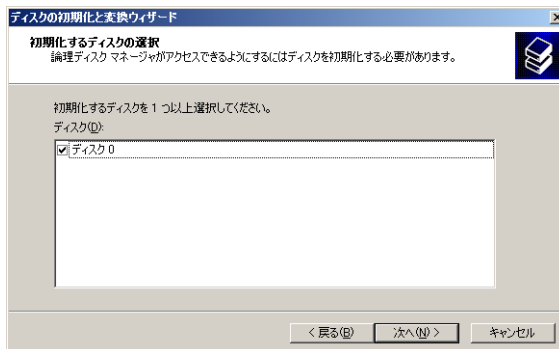 ディスクの初期化と変換ウィザード
初期化するディスクの選択
論理ディスク マネージャがアクセスできるようにするにはディスクを初期化する必要があります。
初期化するディスクを 1 つ以上選択してください。
ディスク(D):
ディスク 0
< 戻る(B)
次へ(N) >
キャンセル